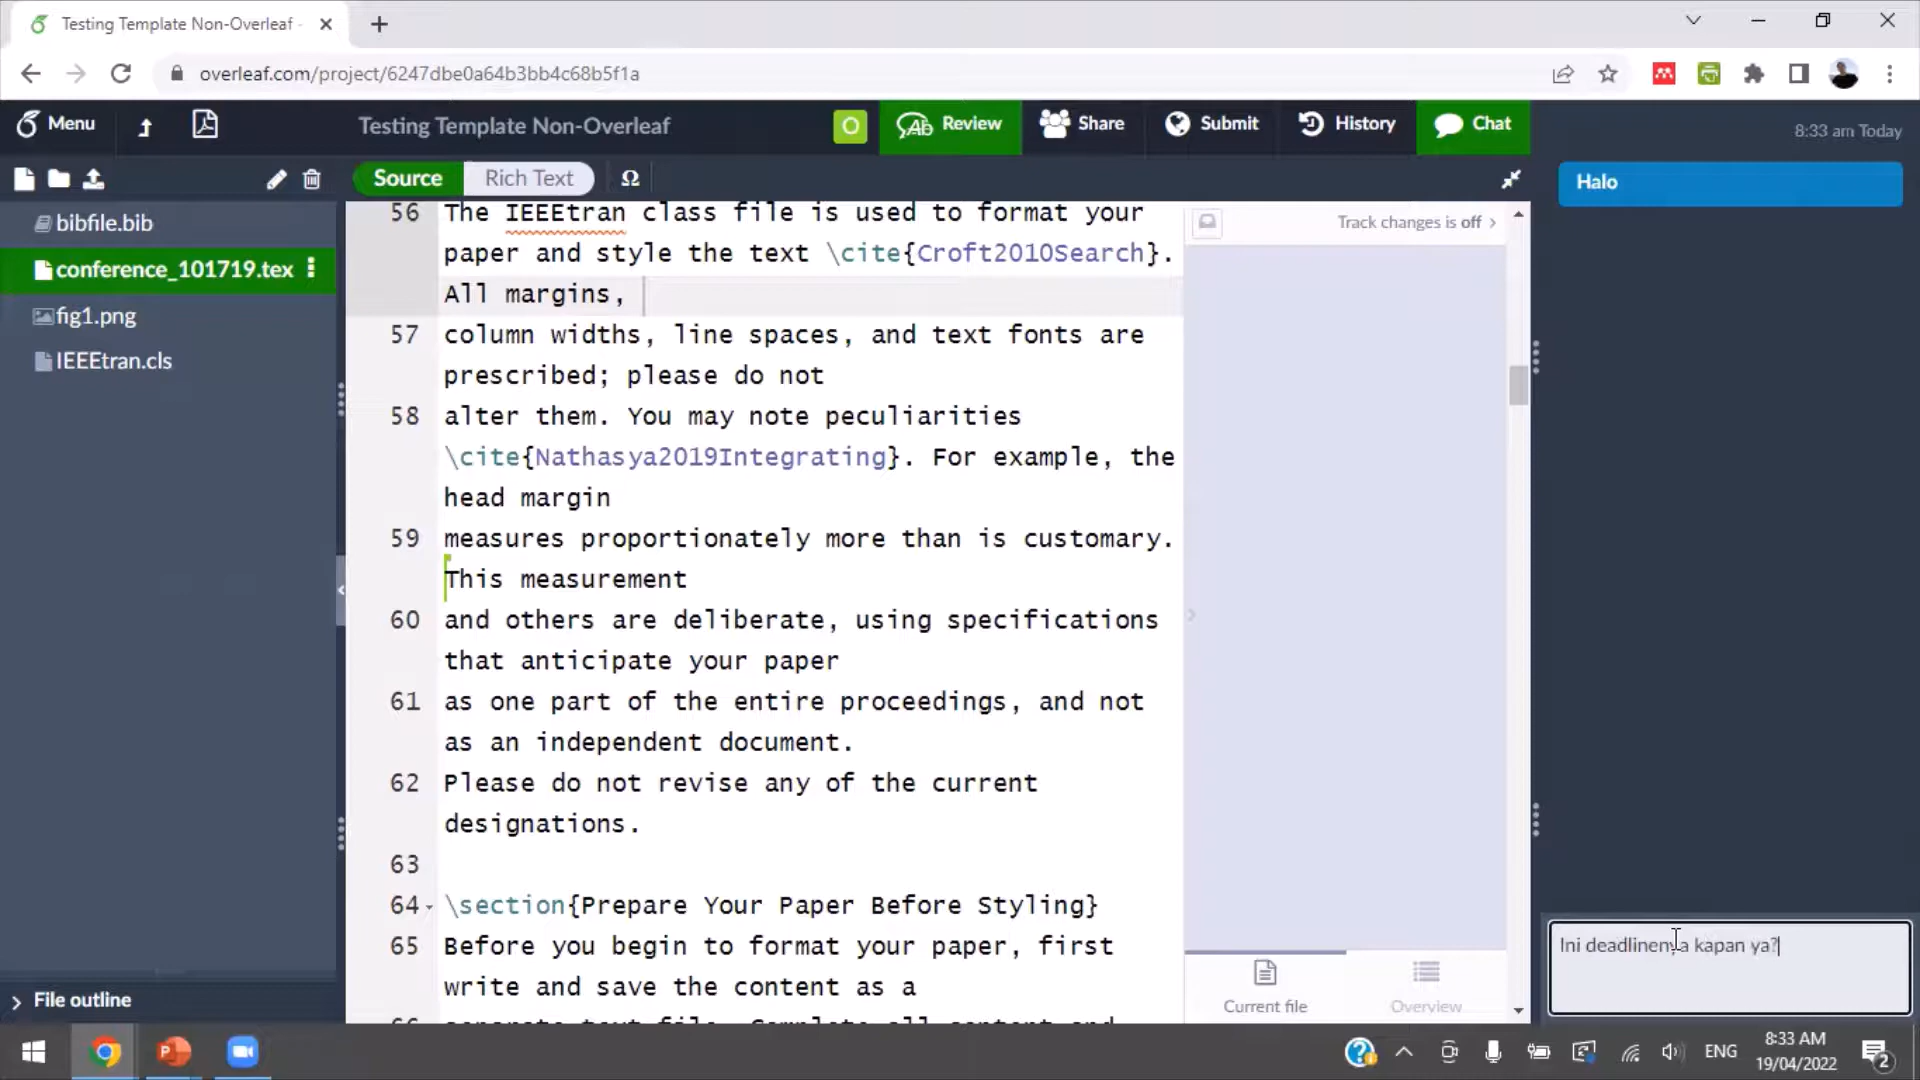 Testing Template Non-Overleaf -
overleaf.com/project/6247dbe0a64b3bb4c68b5f1a
Menu
Testing Template Non-Overleaf
O
Review
Share
Submit
History
Chat
8:33 am Today
Source
Rich Text
Ω
Halo
bibfile.bib
conference_101719.tex
fig1.png
IEEEtran.cls
Track changes is off
56 The IEEEtran class file is used to format your
paper and style the text \cite{Croft2010Search}.
All margins,
57 column widths, line spaces, and text fonts are
prescribed; please do not
58 alter them. You may note peculiarities
\cite{Nathasya2019Integrating}. For example, the
head margin
59 measures proportionately more than is customary.
This measurement
60 and others are deliberate, using specifications
that anticipate your paper
61 as one part of the entire proceedings, and not
as an independent document.
62 Please do not revise any of the current
designations.
63
64 \section{Prepare Your Paper Before Styling}
65 Before you begin to format your paper, first
write and save the content as a
Ini deadlinenya kapan ya?
Current file
Overview
File outline
ENG
8:33 AM
19/04/2022
2